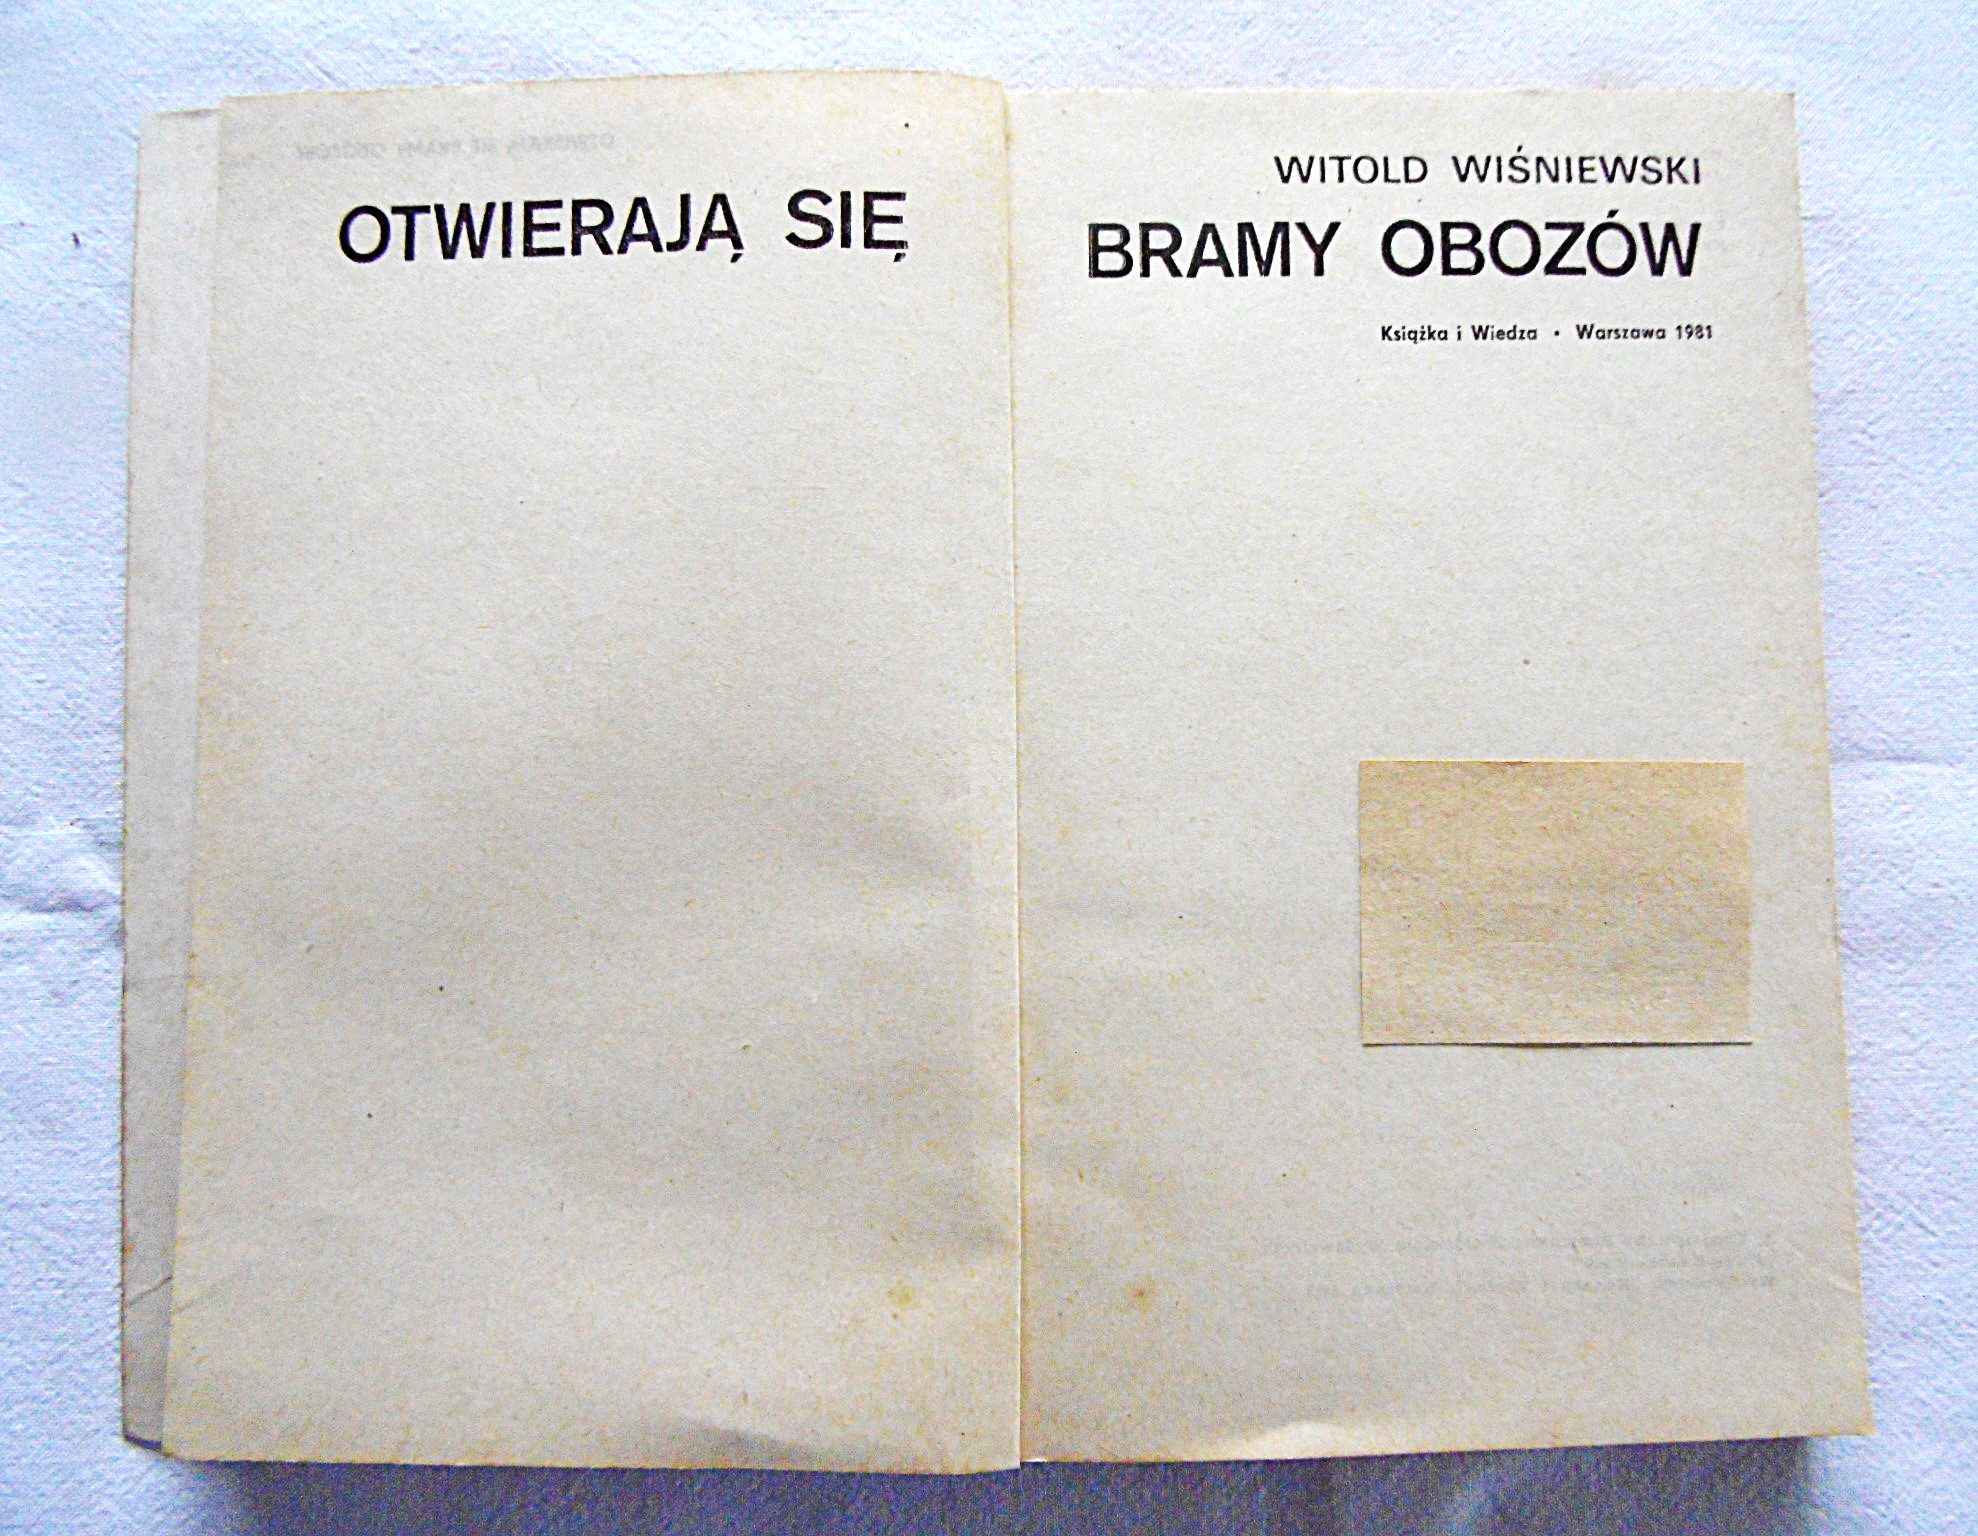 OTWIERAJĄ SIĘ
WITOLD WIŚNIEWSKI
BRAMY OBOZÓW
Książka i Wiedza • Warszawa 1981